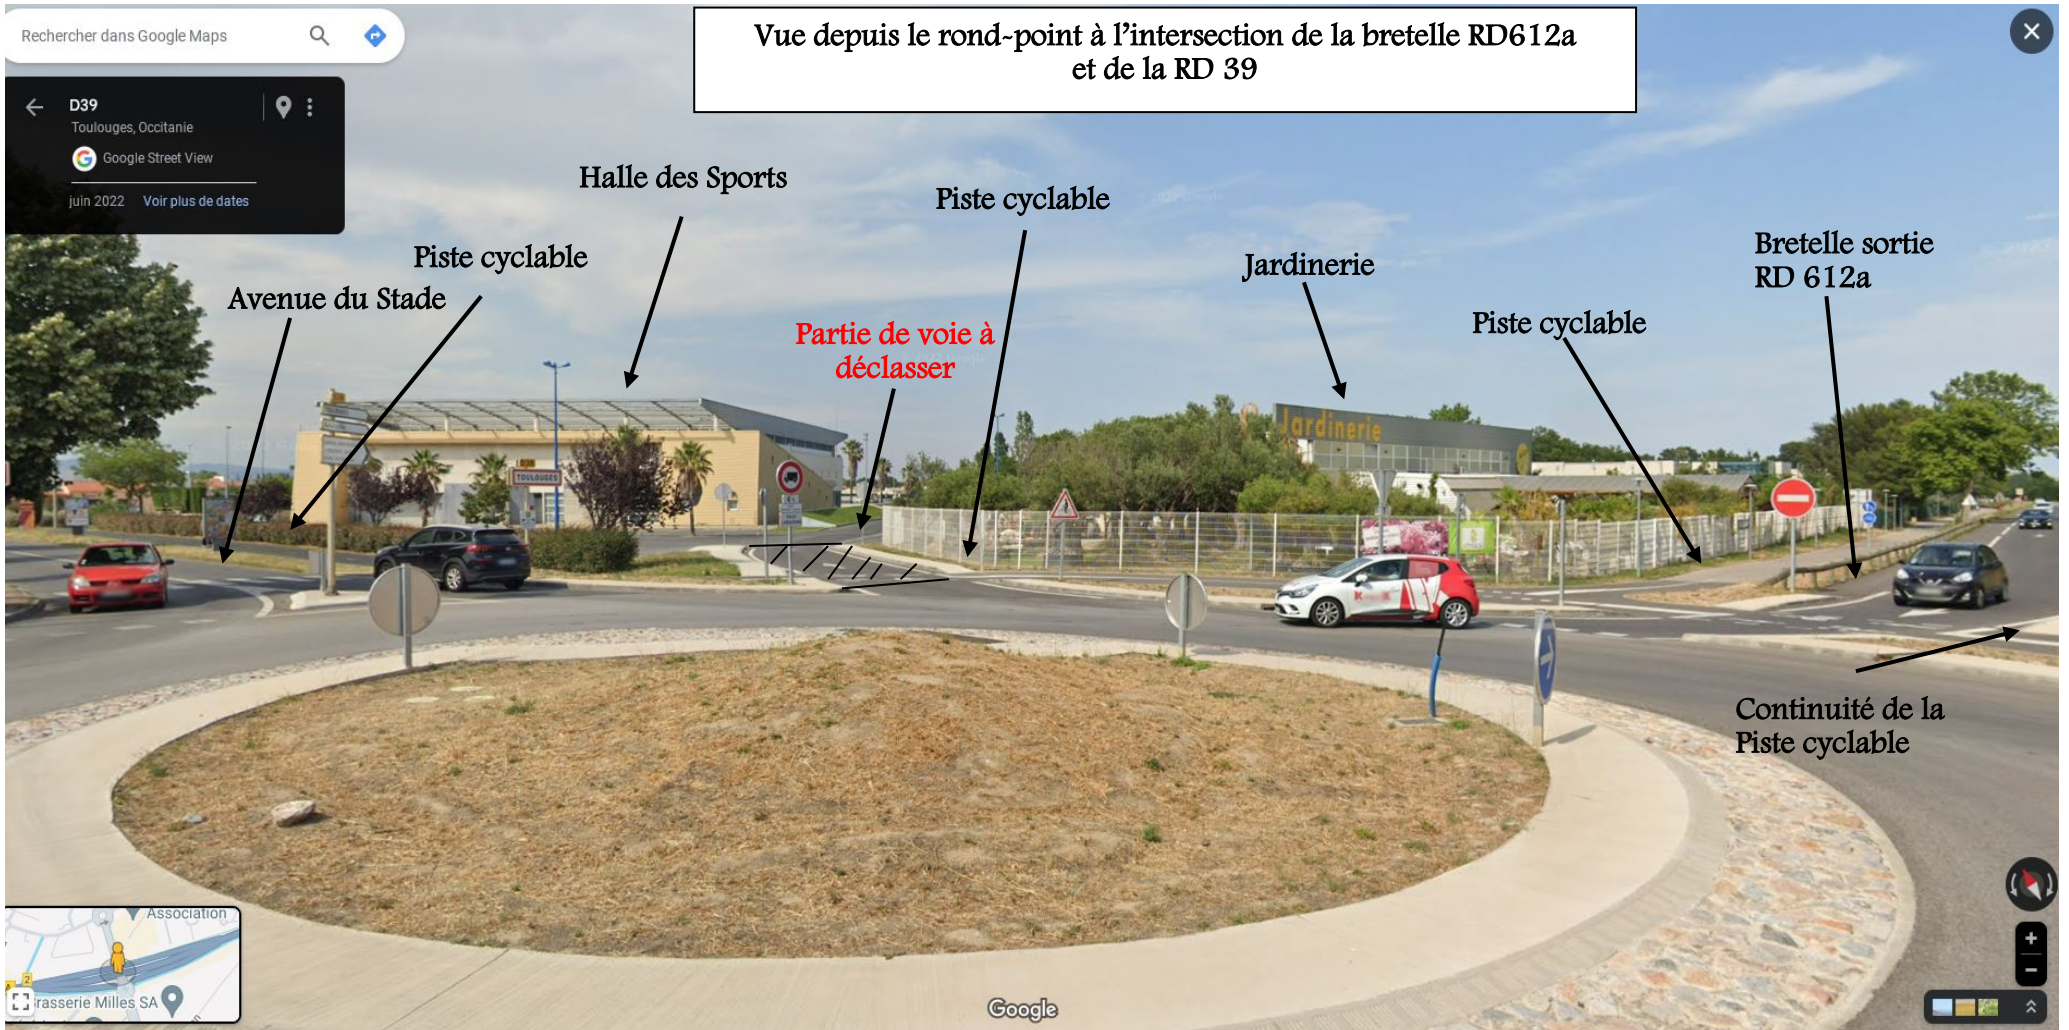 Rechercher dans Google Maps
Vue depuis le rond-point à l'intersection de la bretelle RD612a
et de la RD 39
D39
Toulouges, Occitanie
Google Street View
juin 2022 Voir plus de dates
Halle des Sports
Piste cyclable
Piste cyclable
Avenue du Stade
Partie de voie à
déclasser
Jardinerie
Bretelle sortie
RD 612a
Piste cyclable
Jardinerie
TOULOUGES
Continuité de la
Piste cyclable
Association
Brasserie Milles SA
2
Google